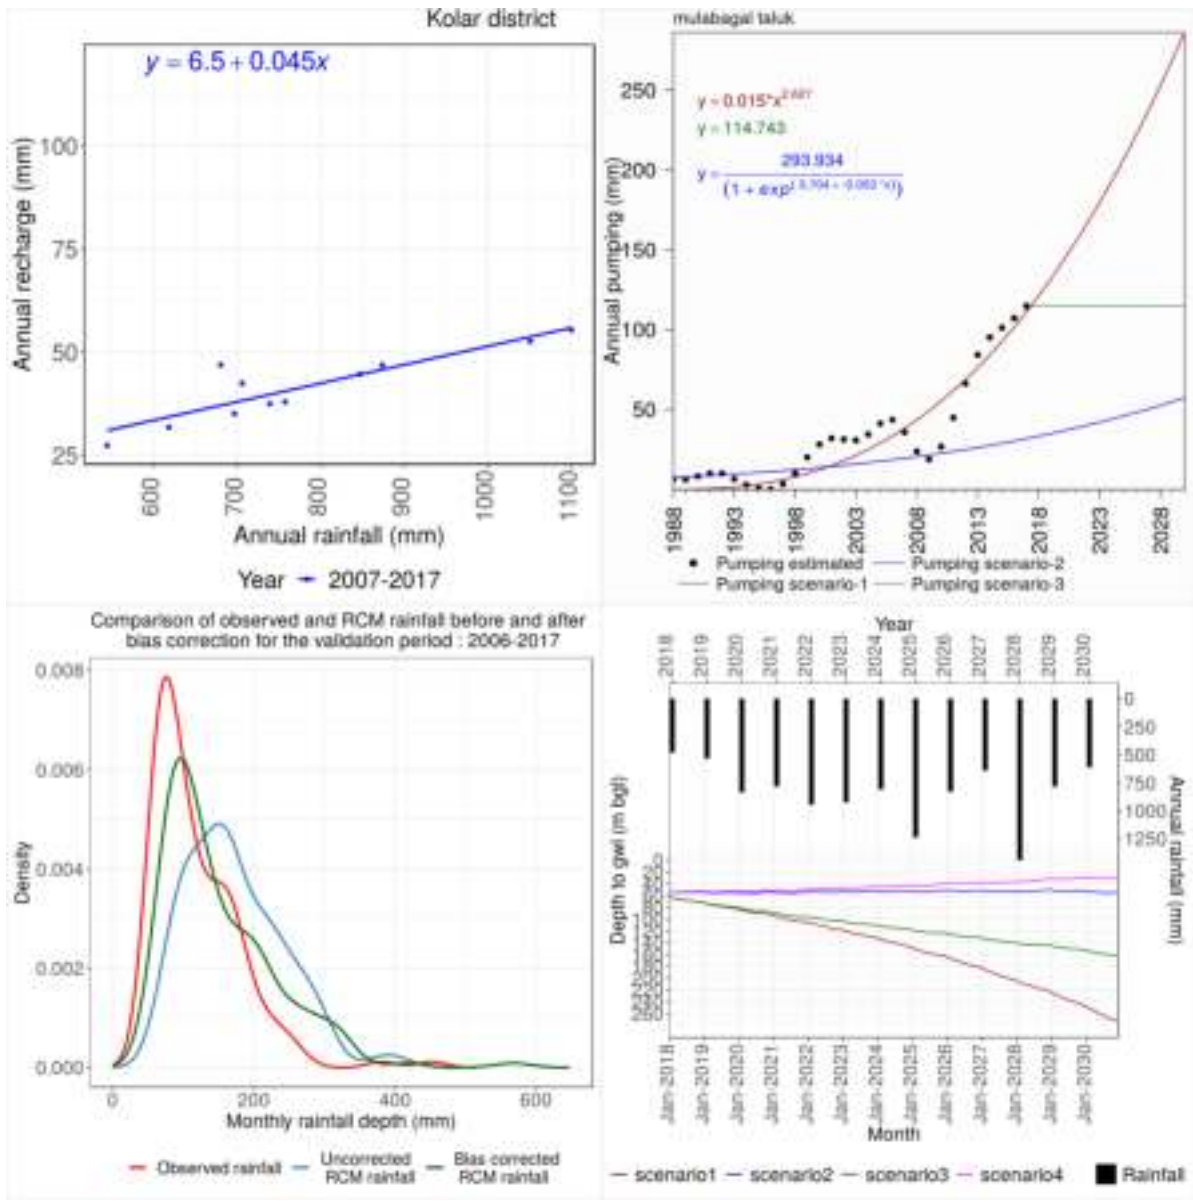 Kolar district
y = 6.5 + 0.045x
Annual recharge (mm)
100
75
50
25
600
700
800
900
1000
1100
Annual rainfall (mm)
Year 2007-2017
mulabagal taluk
y = 0.015*x
y = 114.743
293.934
y =
Annual pumping (mm)
250
200
150
100
50
1988
1993
1998
2003
2008
2013
2018
2023
2028
Pumping estimated
Pumping scenario-2
Pumping scenario-1
Pumping scenario-3
Comparison of observed and RCM rainfall before and after
bias correction for the validation period : 2006-2017
Density
0.008
0.006
0.004
0.002
0.000
0
200
400
600
Monthly rainfall depth (mm)
Observed rainfall
Uncorrected
RCM rainfall
Bias corrected
RCM rainfall
Year
2018
2019
2020
2021
2022
2023
2024
2025
2026
2027
2028
2029
2030
0
250
500
750
1000
1250
Annual rainfall (mm)
Depth to gwl (m bgl)
Jan-2018
Jan-2019
Jan-2020
Jan-2021
Jan-2022
Jan-2023
Jan-2024
Jan-2025
Jan-2026
Jan-2027
Jan-2028
Jan-2029
Jan-2030
Month
scenario1
scenario2
scenario3
scenario4
Rainfall